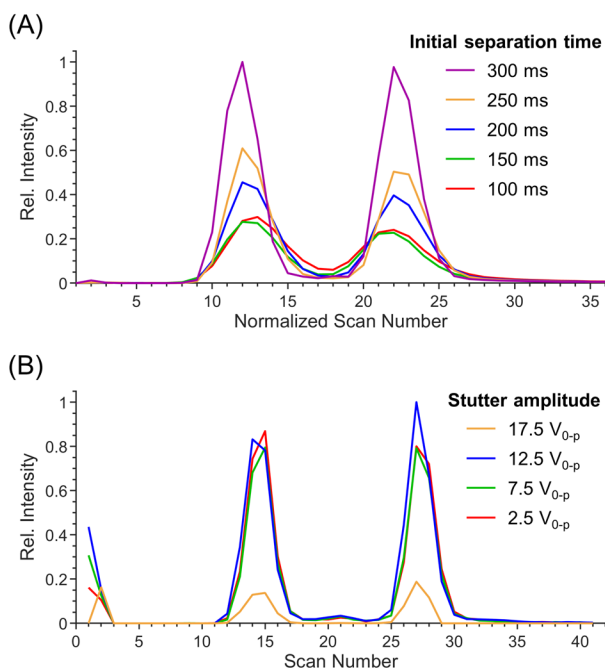 (A)
Initial separation time
300 ms
250 ms
200 ms
150 ms
100 ms
Rel. Intensity
1
0.8
0.6
0.4
0.2
0
5 10 15 20 25 30 35
Normalized Scan Number
(B)
Stutter amplitude
17.5 V0-p
12.5 V0-p
7.5 V0-p
2.5 V0-p
Rel. Intensity
1
0.8
0.6
0.4
0.2
0
0 5 10 15 20 25 30 35 40
Scan Number